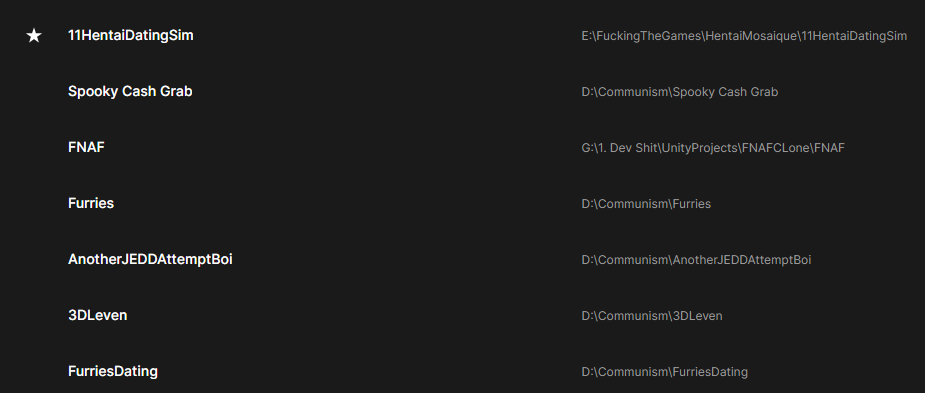 11HentaiDatingSim E:\FuckingTheGames\HentaiMosaique\11HentaiDatingSim
Spooky Cash Grab D:\Communism\Spooky Cash Grab
FNAF G:\1. Dev Shit\UnityProjects\FNAFCLone\FNAF
Furries D:\Communism\Furries
AnotherJEDDAttemptBoi D:\Communism\AnotherJEDDAttemptBoi
3DLeven D:\Communism\3DLeven
FurriesDating D:\Communism\FurriesDating